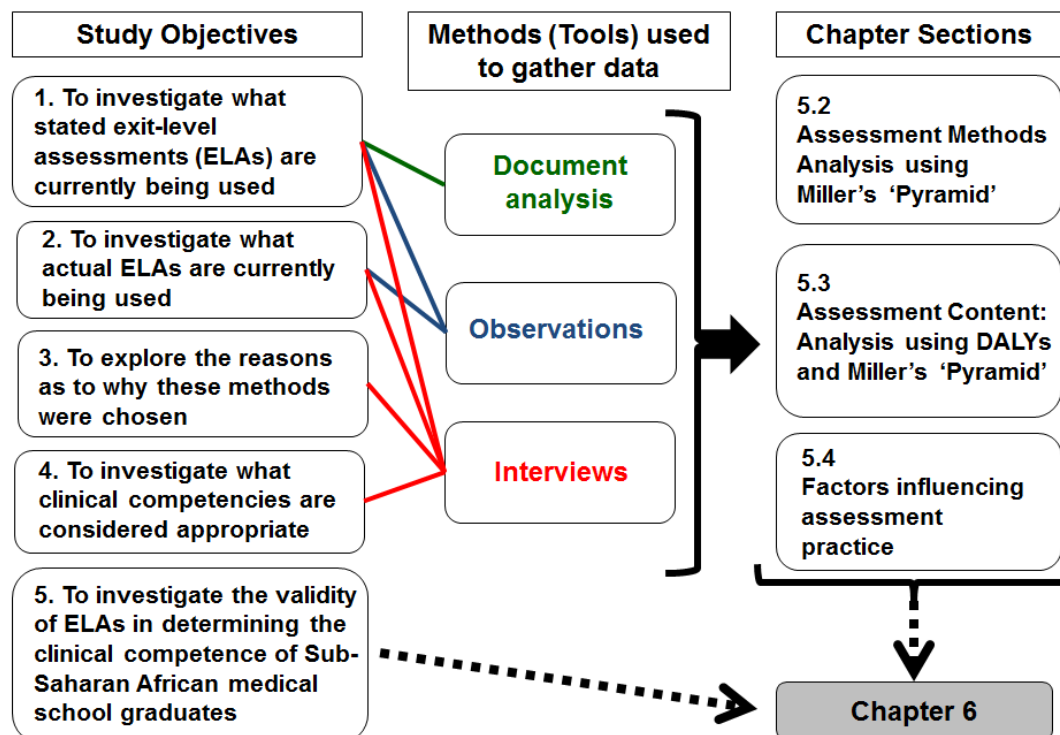 Study Objectives
1. To investigate what
stated exit-level
assessments (ELAs) are
currently being used
2. To investigate what
actual ELAs are currently
being used
3. To explore the reasons
as to why these methods
were chosen
4. To investigate what
clinical competencies are
considered appropriate
5. To investigate the validity
of ELAs in determining the
clinical competence of Sub-
Saharan African medical
school graduates
Methods (Tools) used
to gather data
Document
analysis
Observations
Interviews
Chapter Sections
5.2
Assessment Methods
Analysis using
Miller's ‘Pyramid’
5.3
Assessment Content:
Analysis using DALYs
and Miller's ‘Pyramid’
5.4
Factors influencing
assessment
practice
Chapter 6